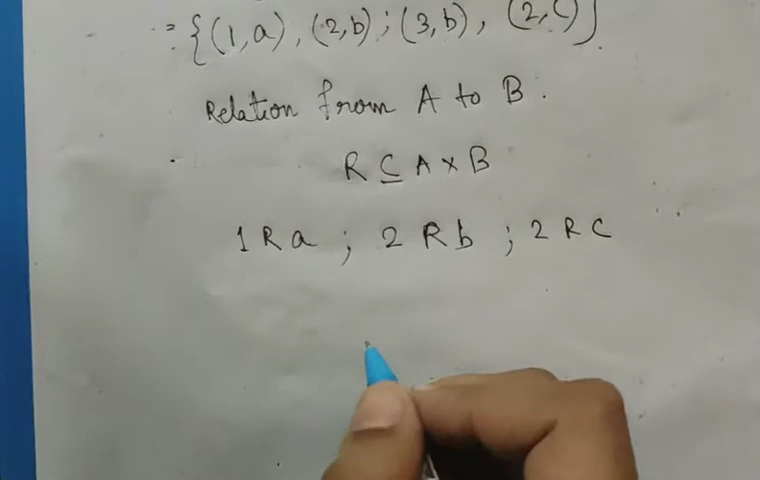 = {(1,a), (2,b); (3,b), (2,c)}.
Relation from A to B.
R ⊆ A × B
1 R a ; 2 R b ; 2 R C